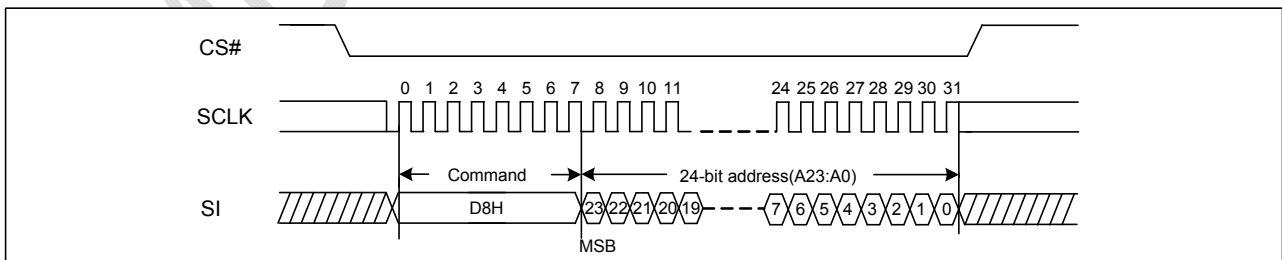 CS#
0 1 2 3 4 5 6 7 8 9 10 11 24 25 26 27 28 29 30 31
SCLK
Command 24-bit address(A23:A0)
SI D8H 23 22 21 20 19 7 6 5 4 3 2 1 0
MSB